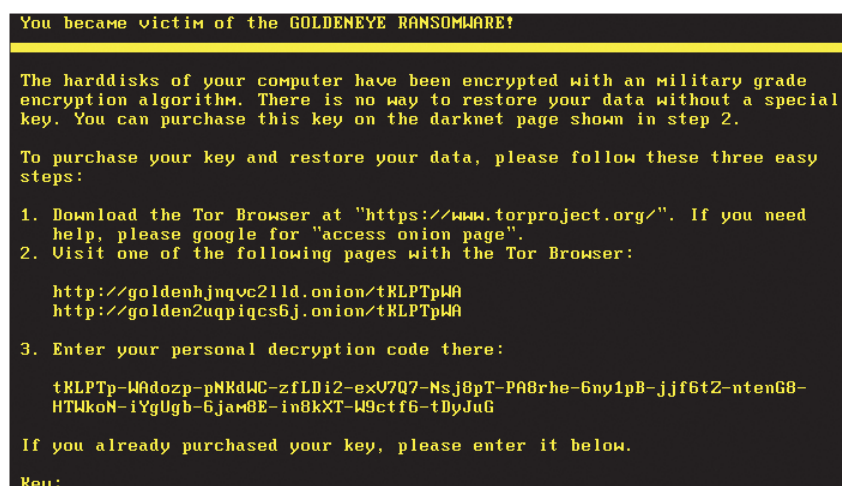 You became victim of the GOLDENEYE RANSOMWARE!
The harddisks of your computer have been encrypted with an military grade
encryption algorithm. There is no way to restore your data without a special
key. You can purchase this key on the darknet page shown in step 2.
To purchase your key and restore your data, please follow these three easy
steps:
1. Download the Tor Browser at "https://www.torproject.org/". If you need
help, please google for "access onion page".
2. Visit one of the following pages with the Tor Browser:
http://goldenhjnqvc2lld.onion/tKLPTpWA
http://golden2uqpiqcs6j.onion/tKLPTpWA
3. Enter your personal decryption code there:
tKLPTp-WAdozp-pNKdWC-zfLDi2-exV7Q7-Nsj8pT-PA8rhe-6ny1pB-jjf6tZ-ntenG8-
HTWkoN-iYgUgb-6jam8E-in8kXT-W9ctf6-tDyJuG
If you already purchased your key, please enter it below.
Key: